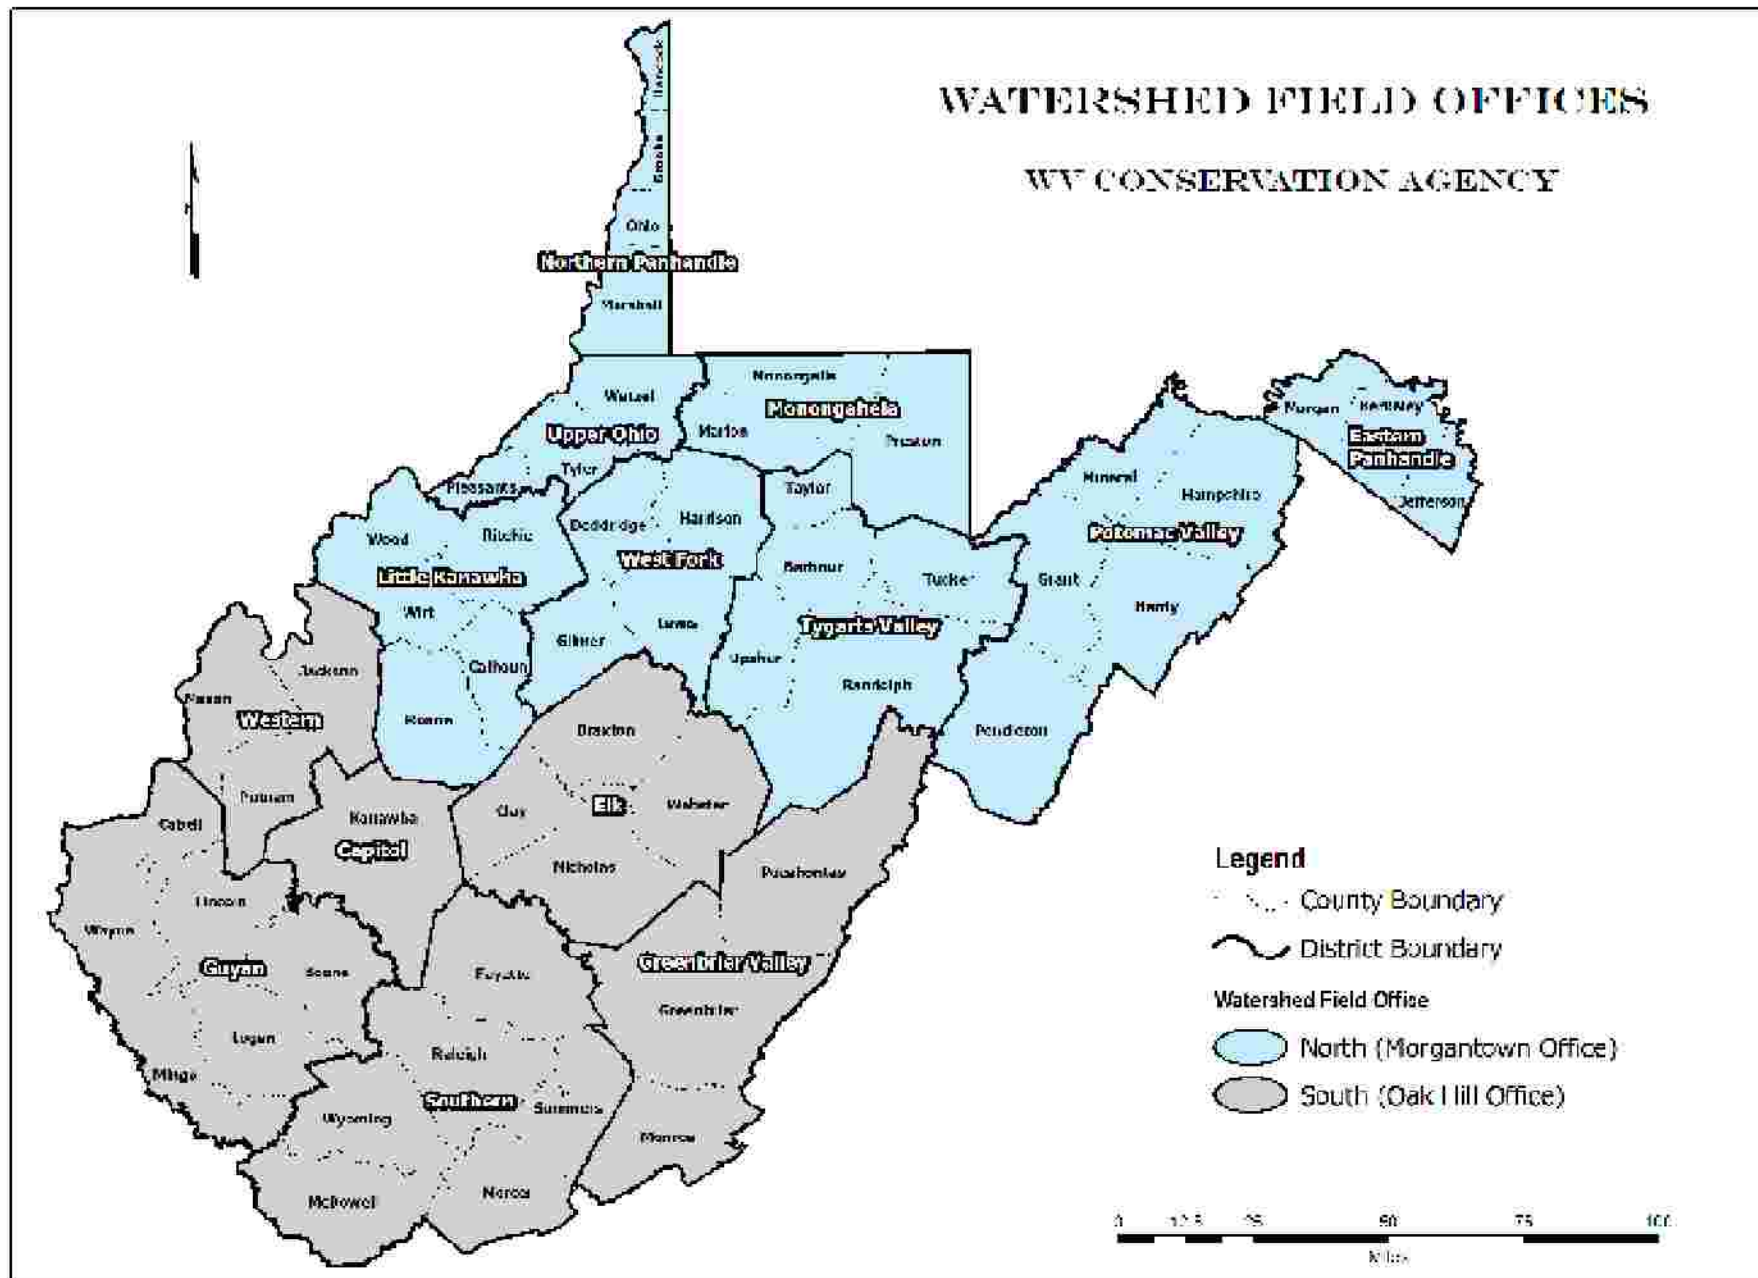 WATERSHED FIELD OFFICES
WV CONSERVATION AGENCY
Hancock
Brooke
Ohio
Northern Panhandle
Marshall
Wetzel
Monongalia
Monongahela
Upper Ohio
Marion
Preston
Tyler
Pleasants
Taylor
Morgan
Berkeley
Eastern
Panhandle
Jefferson
Mineral
Hampshire
Potomac Valley
Wood
Ritchie
Doddridge
Harrison
West Fork
Little Kanawha
Barbour
Tucker
Grant
Hardy
Wirt
Gilmer
Lewis
Tygarts Valley
Calhoun
Upshur
Randolph
Jackson
Mason
Western
Roane
Braxton
Pendleton
Putnam
Elk
Webster
Clay
Kanawha
Cabell
Capitol
Nicholas
Pocahontas
Lincoln
Wayne
Guyan
Boone
Fayette
Greenbrier Valley
Greenbrier
Logan
Raleigh
Mingo
Southern
Summers
Wyoming
Monroe
McDowell
Mercer
Legend
County Boundary
District Boundary
Watershed Field Office
North (Morgantown Office)
South (Oak Hill Office)
0 12.5 25 50 75 100
Miles